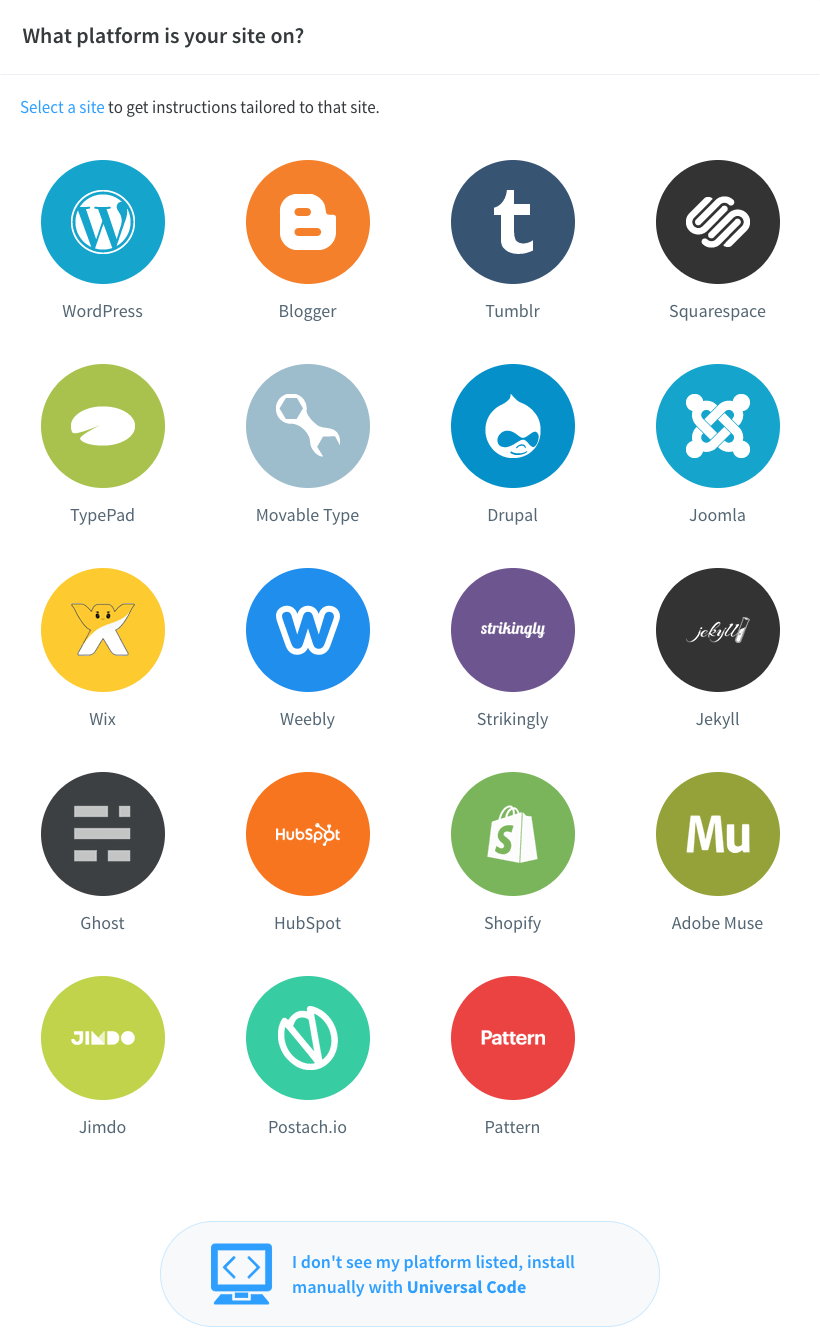 What platform is your site on?
Select a site to get instructions tailored to that site.
WordPress
Blogger
Tumblr
Squarespace
TypePad
Movable Type
Drupal
Joomla
strikingly
jekyll
Wix
Weebly
Strikingly
Jekyll
HubSpot
Mu
Ghost
HubSpot
Shopify
Adobe Muse
JIMDO
Pattern
Jimdo
Postach.io
Pattern
I don't see my platform listed, install
manually with Universal Code